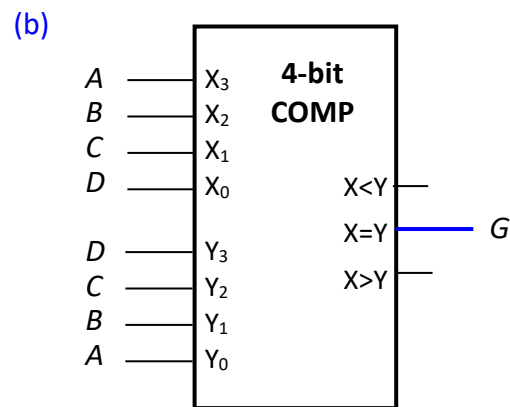 (b)
4-bit
COMP
A X₃
B X₂
C X₁
D X₀
X<Y
X=Y G
D Y₃
X>Y
C Y₂
B Y₁
A Y₀